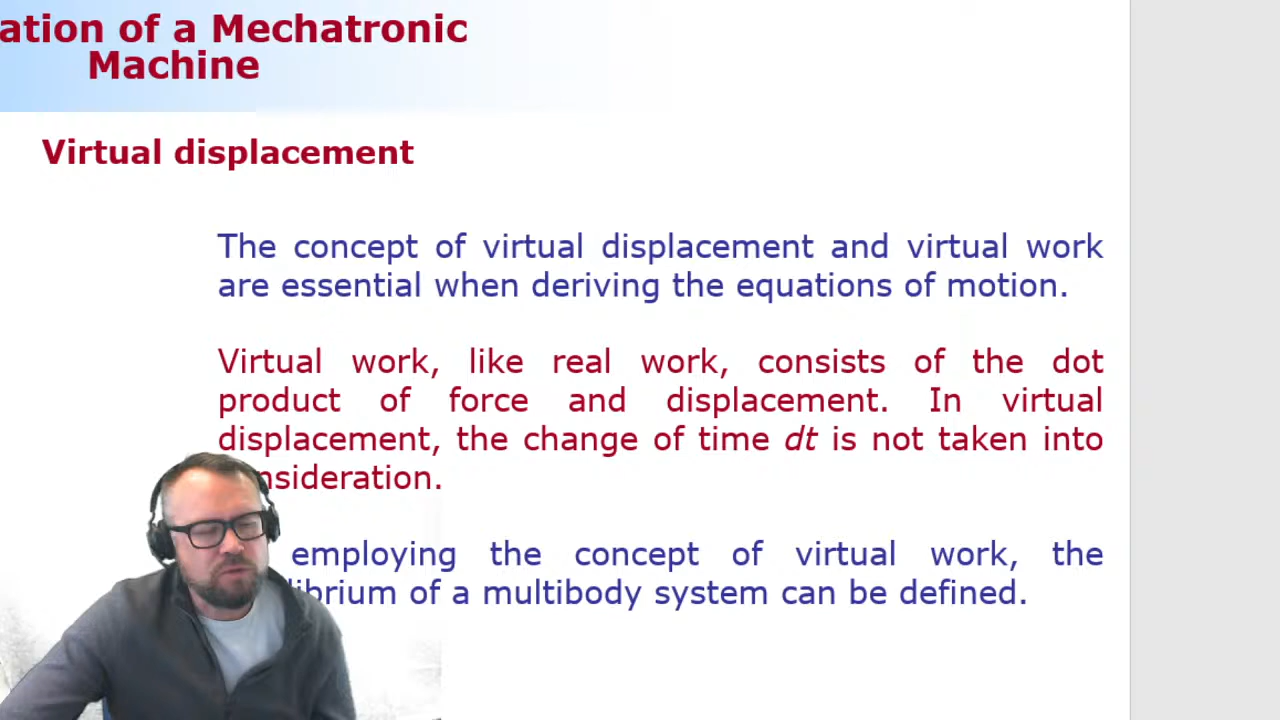 ation of a Mechatronic
Machine
Virtual displacement
The concept of virtual displacement and virtual work
are essential when deriving the equations of motion.
Virtual work, like real work, consists of the dot
product of force and displacement. In virtual
displacement, the change of time dt is not taken into
nsideration.
employing the concept of virtual work, the
librium of a multibody system can be defined.